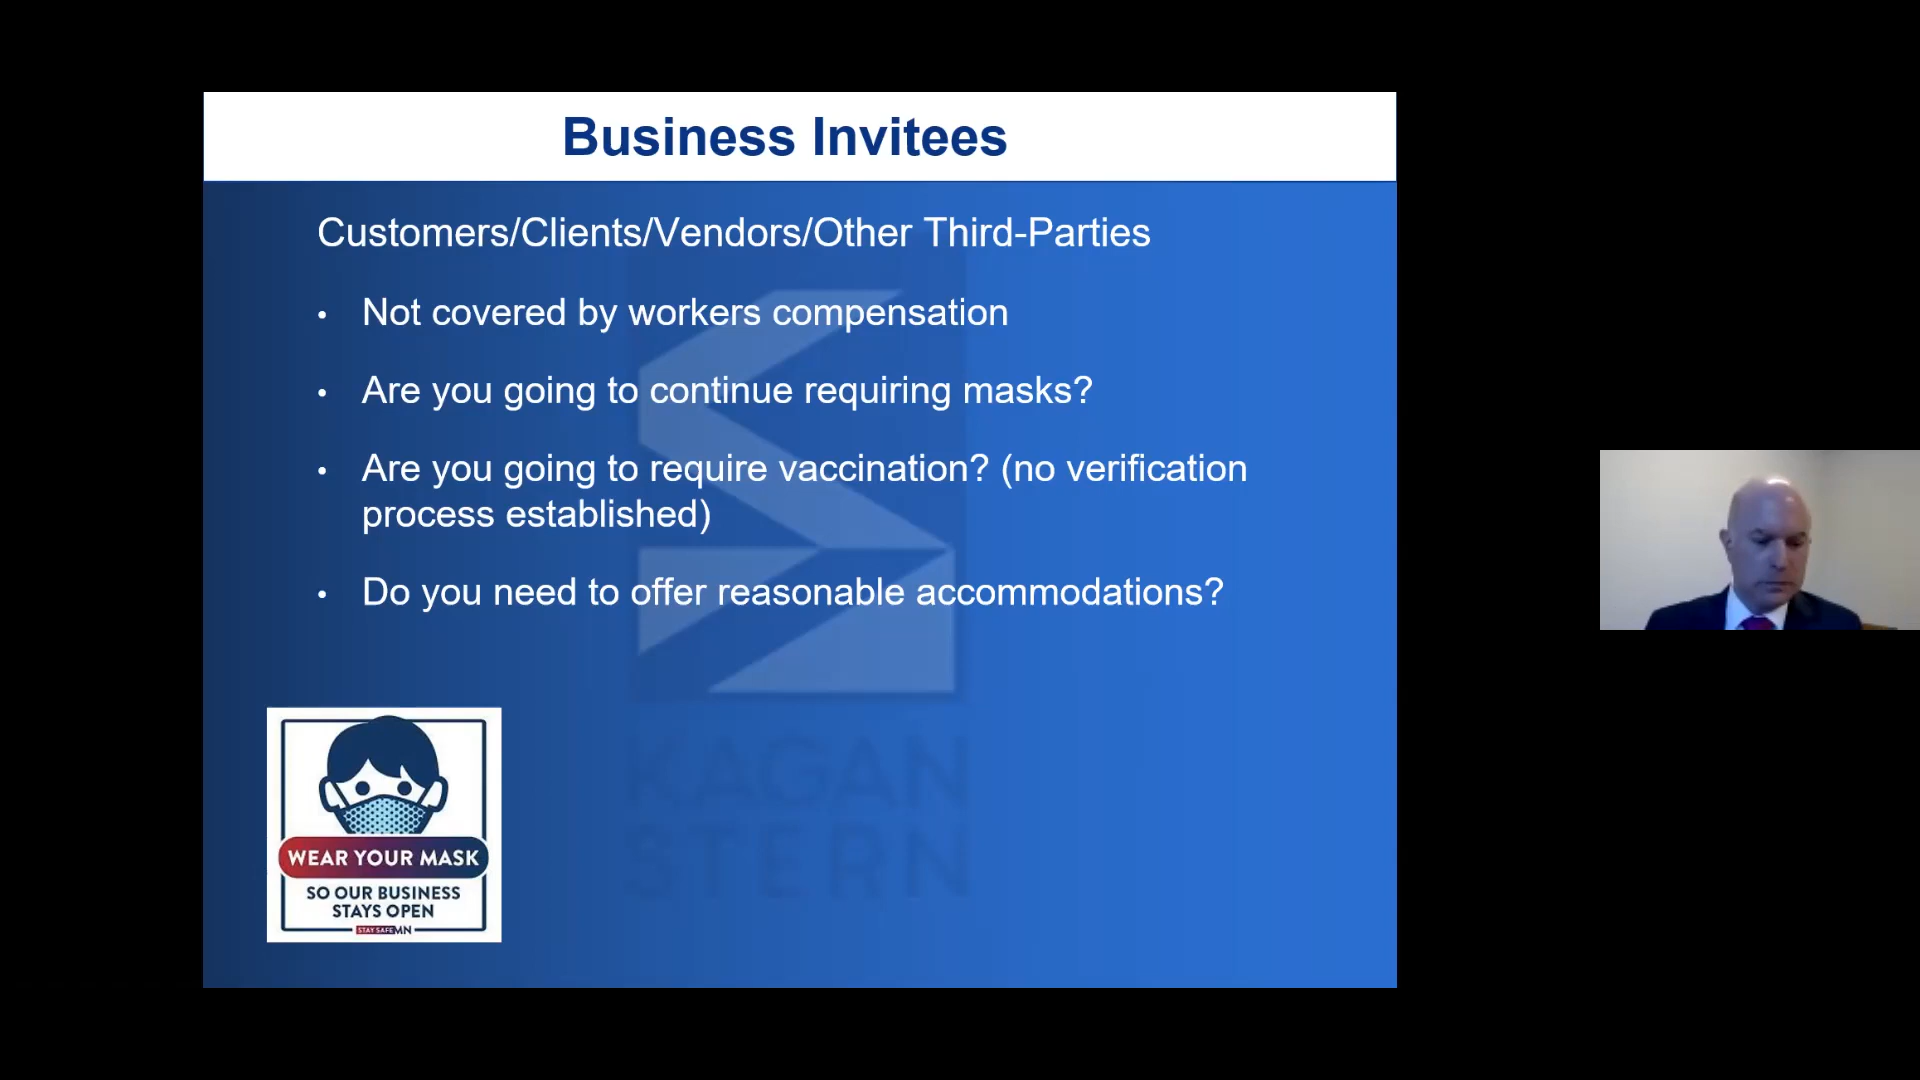 Business Invitees
Customers/Clients/Vendors/Other Third-Parties
• Not covered by workers compensation
• Are you going to continue requiring masks?
• Are you going to require vaccination? (no verification
process established)
• Do you need to offer reasonable accommodations?
KAGAN
STERN
WEAR YOUR MASK
SO OUR BUSINESS
STAYS OPEN
STAY SAFE MN